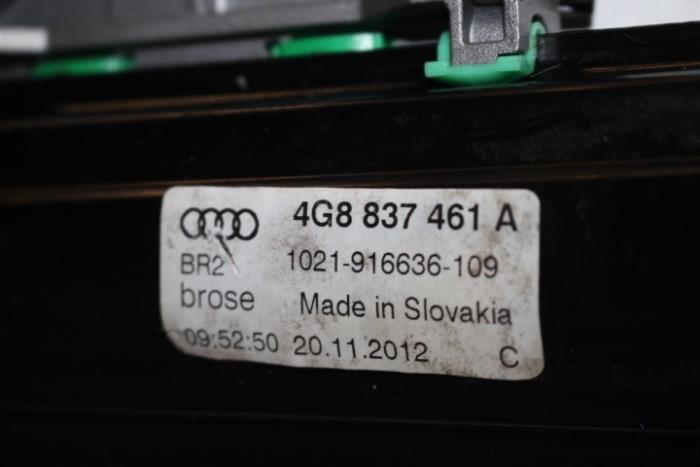 4G8 837 461 A
BR2 1021-916636-109
brose Made in Slovakia
09:52:50 20.11.2012 C